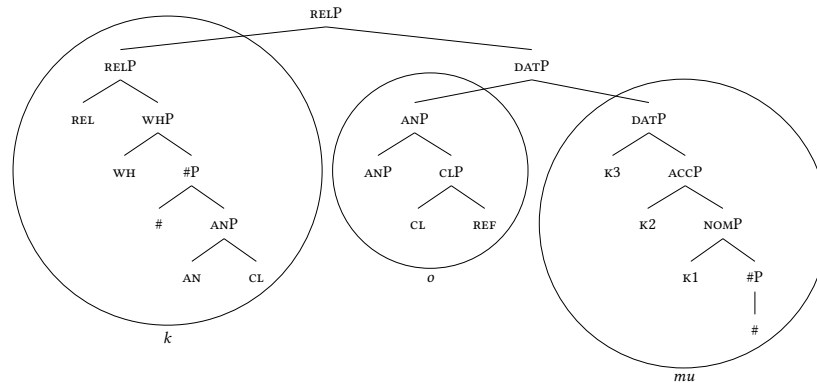 RELP
RELP DATP
REL WHP ANP DATP
WH #P ANP CLP K3 ACCP
# ANP CL REF K2 NOMP
AN CL o K1 #P
k #
mu